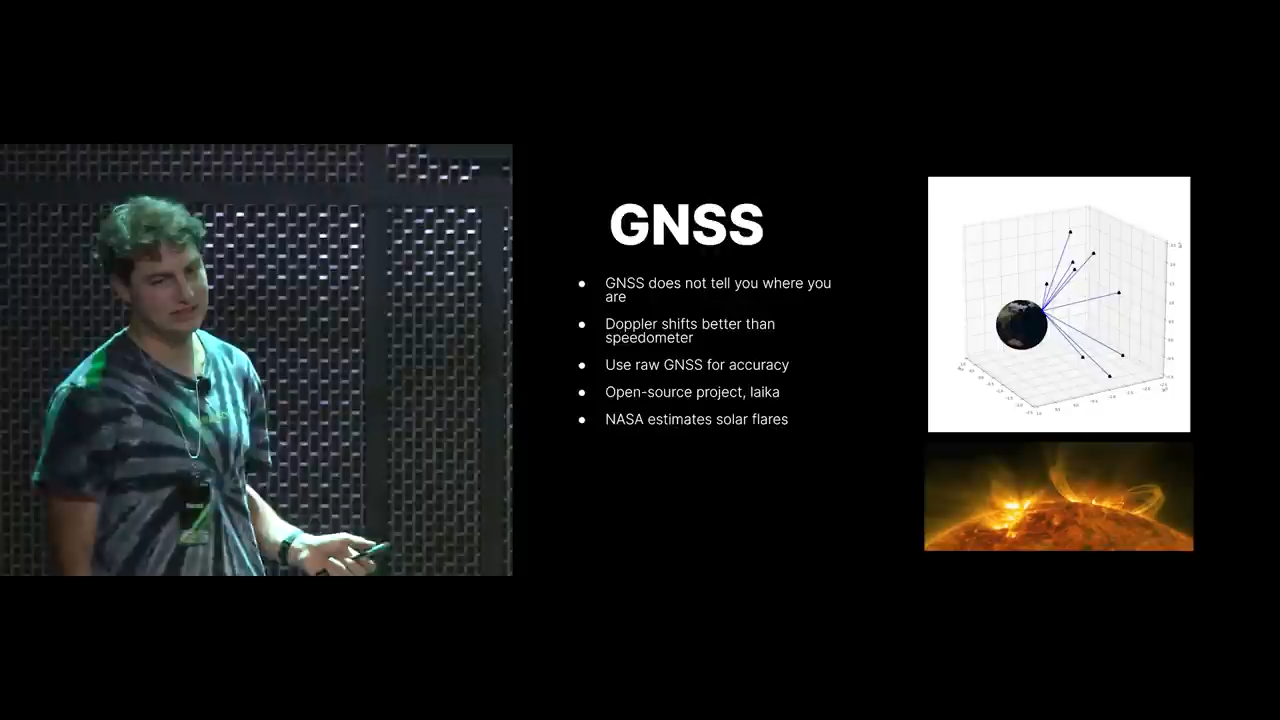 GNSS
● GNSS does not tell you where you
are
● Doppler shifts better than
speedometer
● Use raw GNSS for accuracy
● Open-source project, laika
● NASA estimates solar flares